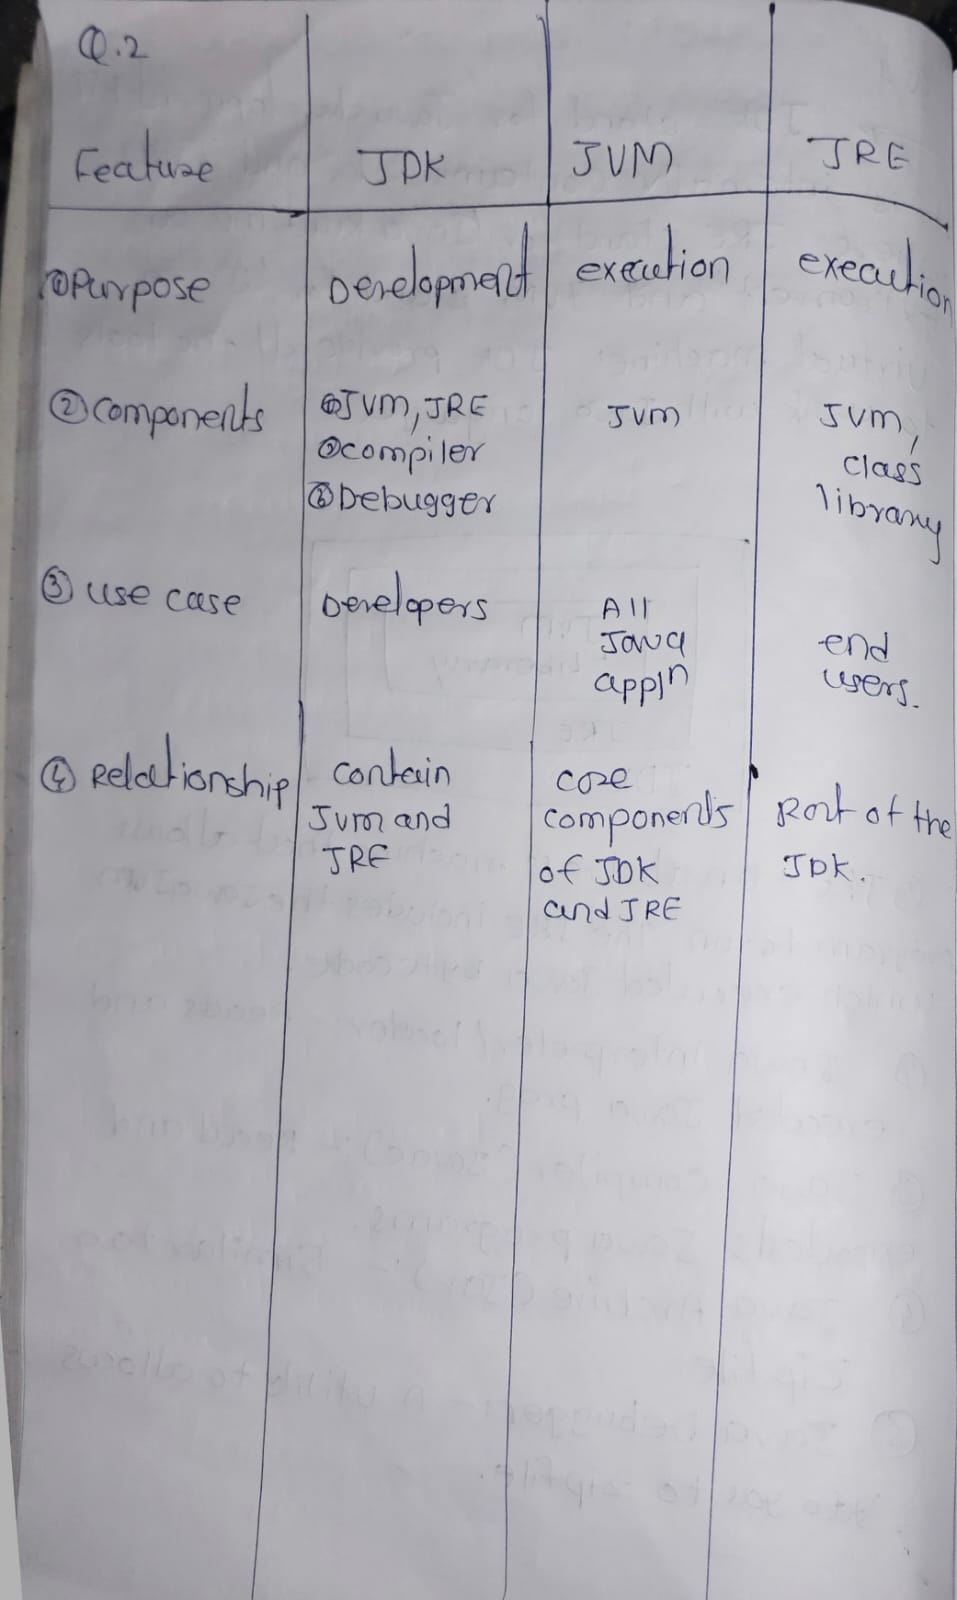 Q.2
Feature JDK JVM JRE
① Purpose Development execution execution
② Components ① JVM, JRE JVM JVM,
② compiler class
③ Debugger library
③ use case Developers All
Java end
appln users.
④ Relationship contain core
JVM and components Part of the
JRE of JDK JDK.
and JRE